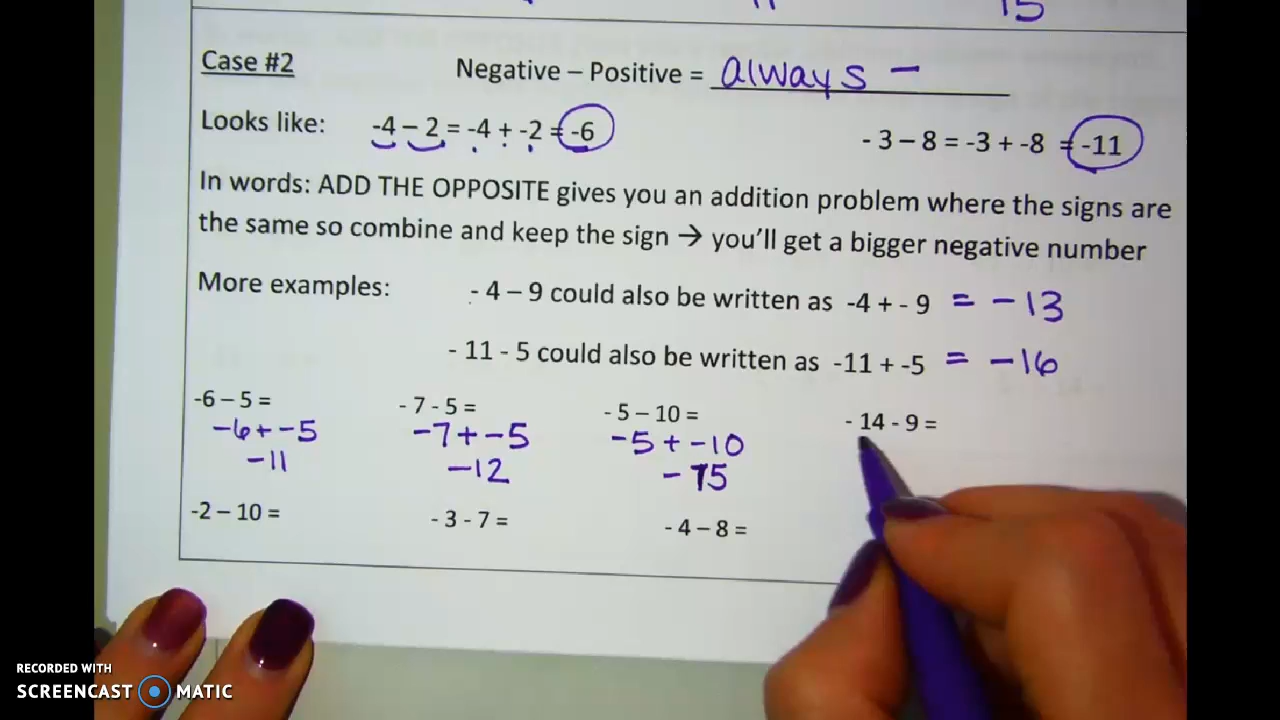 15
Case #2 Negative – Positive = always –
Looks like: -4 – 2 = -4 + -2 = -6 - 3 – 8 = -3 + -8 = -11
In words: ADD THE OPPOSITE gives you an addition problem where the signs are
the same so combine and keep the sign → you'll get a bigger negative number
More examples: - 4 – 9 could also be written as -4 + - 9 = -13
- 11 - 5 could also be written as -11 + -5 = -16
-6 – 5 = - 7 - 5 = - 5 – 10 = - 14 - 9 =
-6 + -5 -7 + -5 -5 + -10
-11 -12 -15
-2 – 10 = - 3 - 7 = - 4 – 8 =
RECORDED WITH
SCREENCAST MATIC